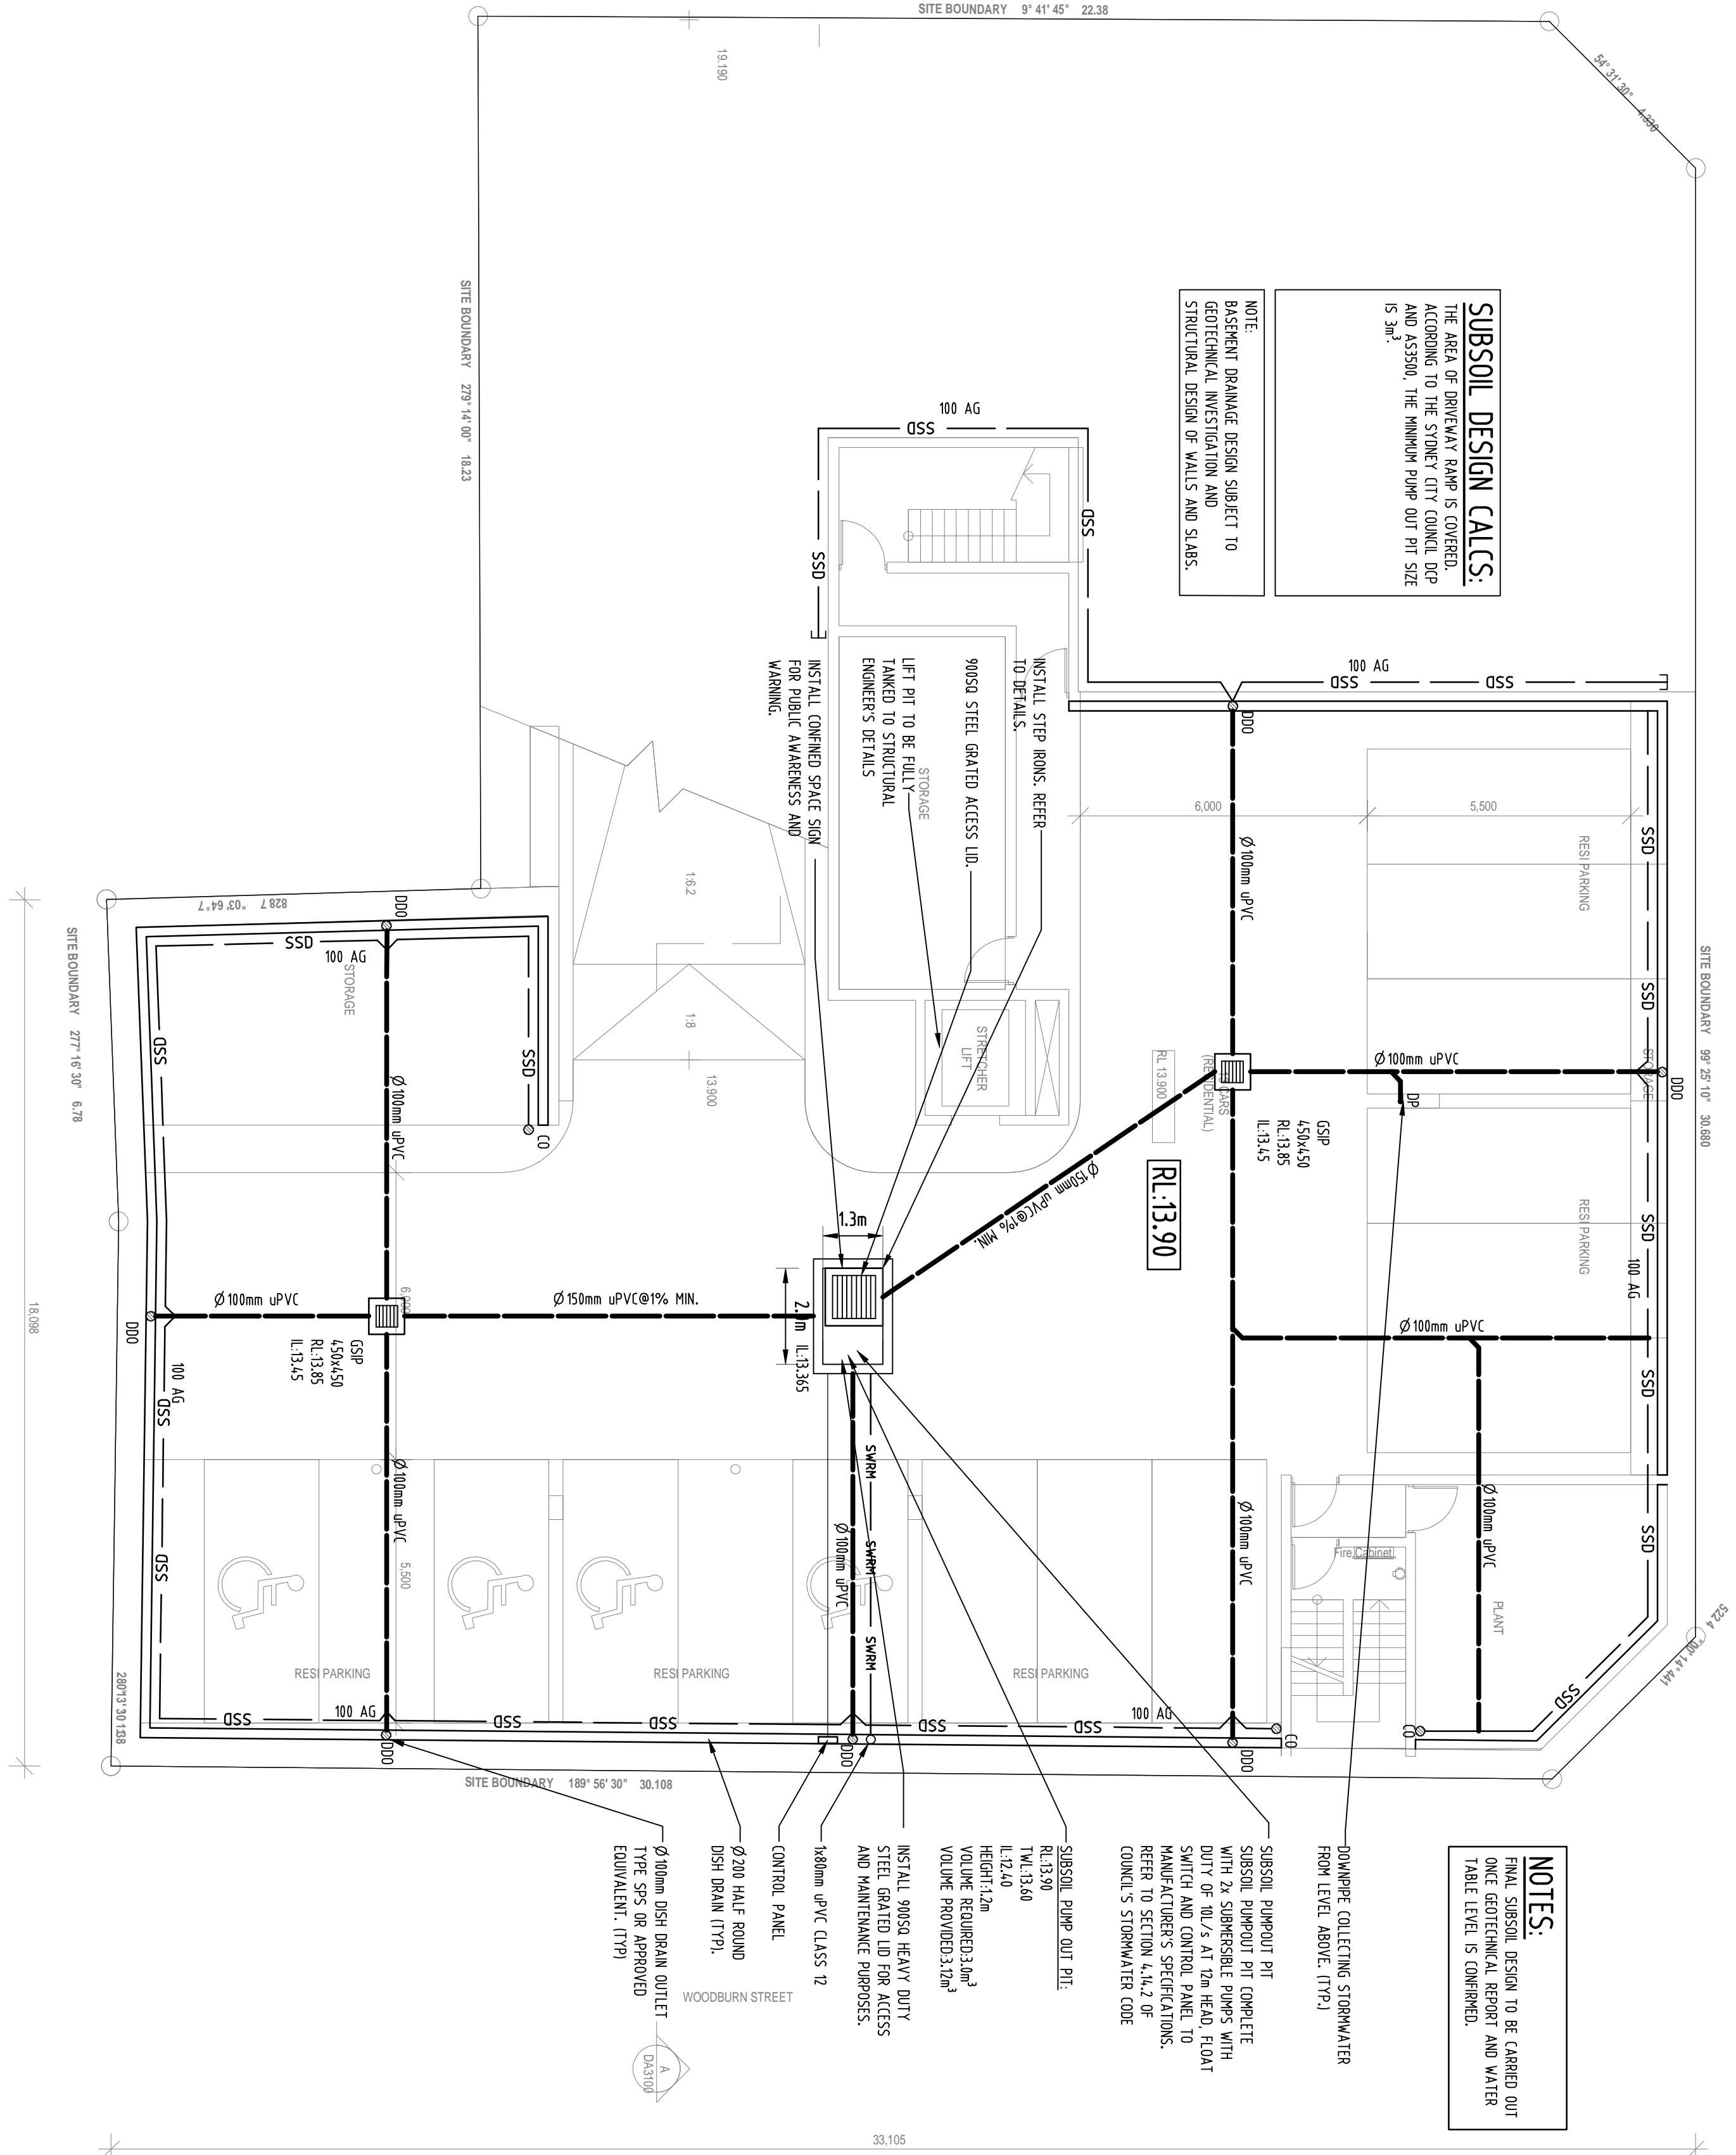 SITE BOUNDARY 9° 41' 45" 22.38
54° 31' 30" 4.330
19.190
SITE BOUNDARY 279° 14' 00" 18.23
SUBSOIL DESIGN CALCS:
THE AREA OF DRIVEWAY RAMP IS COVERED.
ACCORDING TO THE SYDNEY CITY COUNCIL DCP
AND AS3500, THE MINIMUM PUMP OUT PIT SIZE
IS 3m³.
NOTE:
BASEMENT DRAINAGE DESIGN SUBJECT TO
GEOTECHNICAL INVESTIGATION AND
STRUCTURAL DESIGN OF WALLS AND SLABS.
100 AG
SSD
SSD
SSD
100 AG
SSD
SSD
INSTALL STEP IRONS. REFER
TO DETAILS.
900SQ STEEL GRATED ACCESS LID.
LIFT PIT TO BE FULLY
TANKED TO STRUCTURAL
ENGINEER'S DETAILS
STORAGE
INSTALL CONFINED SPACE SIGN
FOR PUBLIC AWARENESS AND
WARNING.
DDO
6,000
5,500
Ø100mm uPVC
RESI PARKING
SSD
SSD
SITE BOUNDARY 99° 25' 10" 30.680
1:6.2
1:8
13.900
STRETCHER
LIFT
RL 13.900
CARS
(RESIDENTIAL)
Ø100mm uPVC
STORAGE
DDO
DP
GSIP
450x450
RL:13.85
IL:13.45
RL:13.90
Ø150mm uPVC@1% MIN.
RESI PARKING
SSD
100 AG
Ø100mm uPVC
SSD
SSD
1.3m
IL:13.365
DDO
SSD
100 AG
STORAGE
SSD
SSD
CO
Ø100mm uPVC
SITE BOUNDARY 277° 16' 30" 6.78
18,098
Ø100mm uPVC
6,000
Ø150mm uPVC@1% MIN.
DDO
GSIP
450x450
RL:13.85
IL:13.45
100 AG
SSD
SSD
Ø100mm uPVC
5,500
SWRM
SWRM
SWRM
Ø100mm uPVC
Ø100mm uPVC
Ø100mm uPVC
Fire Cabinet
PLANT
SSD
RESI PARKING
RESI PARKING
RESI PARKING
SSD
100 AG
SSD
SSD
SSD
SSD
100 AG
CO
CO
DDO
DDO
DDO
SITE BOUNDARY 189° 56' 30" 30.108
DOWNPIPE COLLECTING STORMWATER
FROM LEVEL ABOVE. (TYP.)
SUBSOIL PUMPOUT PIT
SUBSOIL PUMPOUT PIT COMPLETE
WITH 2x SUBMERSIBLE PUMPS WITH
DUTY OF 10L/s AT 12m HEAD, FLOAT
SWITCH AND CONTROL PANEL TO
MANUFACTURER'S SPECIFICATIONS.
REFER TO SECTION 4.14.2 OF
COUNCIL'S STORMWATER CODE
SUBSOIL PUMP OUT PIT:
RL:13.90
TWL:13.60
IL:12.40
HEIGHT:1.2m
VOLUME REQUIRED:3.0m³
VOLUME PROVIDED:3.12m³
INSTALL 900SQ HEAVY DUTY
STEEL GRATED LID FOR ACCESS
AND MAINTENANCE PURPOSES.
1x80mm uPVC CLASS 12
CONTROL PANEL
Ø200 HALF ROUND
DISH DRAIN (TYP).
Ø100mm DISH DRAIN OUTLET
TYPE SPS OR APPROVED
EQUIVALENT. (TYP)
NOTES:
FINAL SUBSOIL DESIGN TO BE CARRIED OUT
ONCE GEOTECHNICAL REPORT AND WATER
TABLE LEVEL IS CONFIRMED.
WOODBURN STREET
A
DA3100
33,105